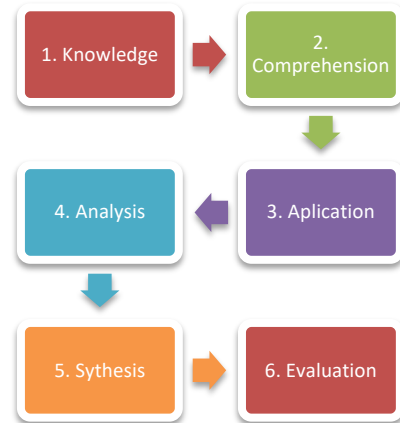 1. Knowledge
2.
Comprehension
3. Aplication
4. Analysis
5. Sythesis
6. Evaluation